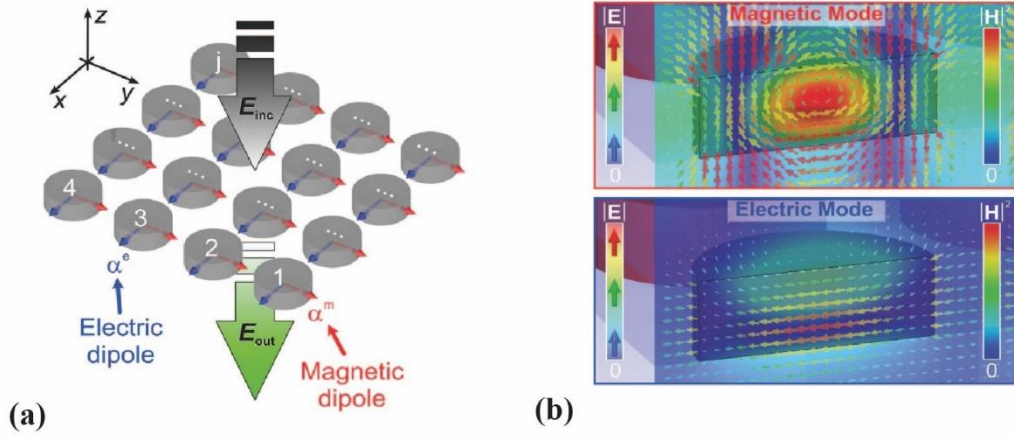 z
x
y
j
...
...
E_inc
...
...
...
...
4
...
...
3
...
...
2
1
α^e
α^m
Electric
dipole
E_out
Magnetic
dipole
(a)
|E|
Magnetic Mode
|H|²
0
0
|E|
Electric Mode
|H|²
0
0
(b)